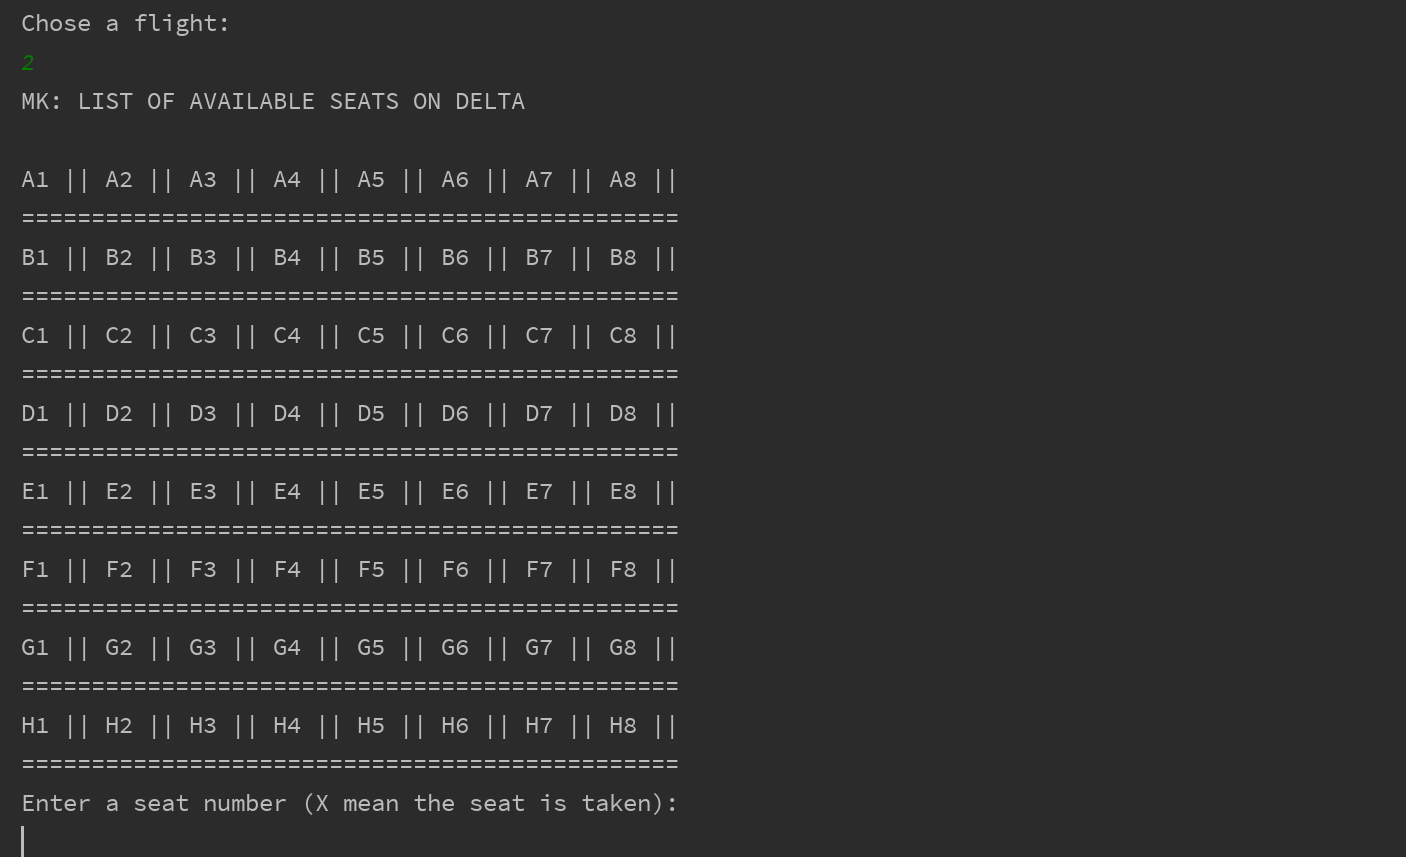 Chose a flight:
2
MK: LIST OF AVAILABLE SEATS ON DELTA
A1 || A2 || A3 || A4 || A5 || A6 || A7 || A8 ||
===============================================
B1 || B2 || B3 || B4 || B5 || B6 || B7 || B8 ||
===============================================
C1 || C2 || C3 || C4 || C5 || C6 || C7 || C8 ||
===============================================
D1 || D2 || D3 || D4 || D5 || D6 || D7 || D8 ||
===============================================
E1 || E2 || E3 || E4 || E5 || E6 || E7 || E8 ||
===============================================
F1 || F2 || F3 || F4 || F5 || F6 || F7 || F8 ||
===============================================
G1 || G2 || G3 || G4 || G5 || G6 || G7 || G8 ||
===============================================
H1 || H2 || H3 || H4 || H5 || H6 || H7 || H8 ||
===============================================
Enter a seat number (X mean the seat is taken):